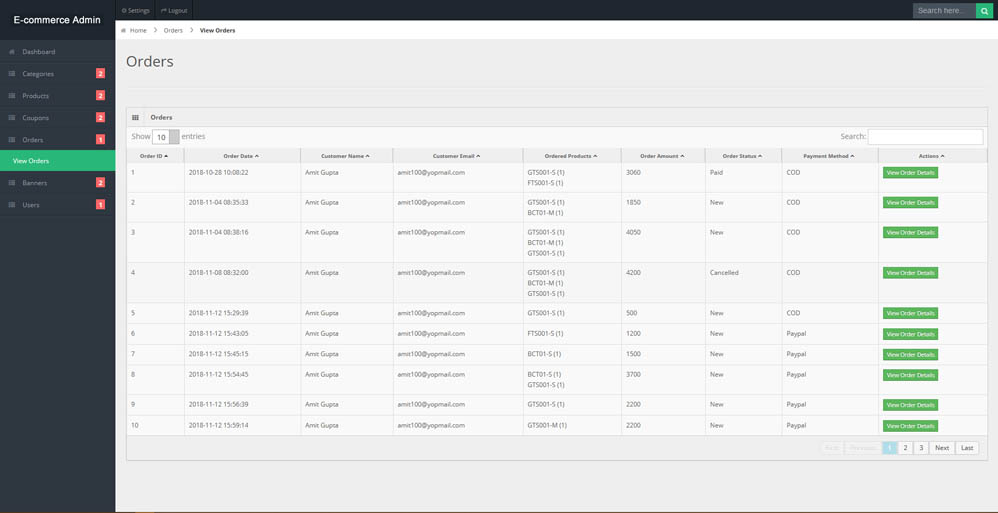 E-commerce Admin
Settings Logout
Search here...
Home Orders View Orders
Dashboard
Categories 2
Products 2
Coupons 2
Orders 1
View Orders
Banners 2
Users 1
Orders
Orders
Show 10 entries
Search:
Order ID Order Date Customer Name Customer Email Ordered Products Order Amount Order Status Payment Method Actions
1 2018-10-28 10:08:22 Amit Gupta amit100@yopmail.com GTS001-S (1) 3060 Paid COD View Order Details
FTS001-S (1)
2 2018-11-04 08:35:33 Amit Gupta amit100@yopmail.com GTS001-S (1) 1850 New COD View Order Details
BCT01-M (1)
3 2018-11-04 08:38:16 Amit Gupta amit100@yopmail.com GTS001-S (1) 4050 New COD View Order Details
BCT01-M (1)
GTS001-S (1)
4 2018-11-08 08:32:00 Amit Gupta amit100@yopmail.com GTS001-S (1) 4200 Cancelled COD View Order Details
BCT01-M (1)
GTS001-S (1)
5 2018-11-12 15:29:39 Amit Gupta amit100@yopmail.com GTS001-S (1) 500 New COD View Order Details
6 2018-11-12 15:43:05 Amit Gupta amit100@yopmail.com FTS001-S (1) 1200 New Paypal View Order Details
7 2018-11-12 15:45:15 Amit Gupta amit100@yopmail.com BCT01-S (1) 1500 New Paypal View Order Details
8 2018-11-12 15:54:45 Amit Gupta amit100@yopmail.com BCT01-S (1) 3700 New Paypal View Order Details
GTS001-S (1)
9 2018-11-12 15:56:39 Amit Gupta amit100@yopmail.com GTS001-S (1) 2200 New Paypal View Order Details
10 2018-11-12 15:59:14 Amit Gupta amit100@yopmail.com GTS001-M (1) 2200 New Paypal View Order Details
First Previous 1 2 3 Next Last